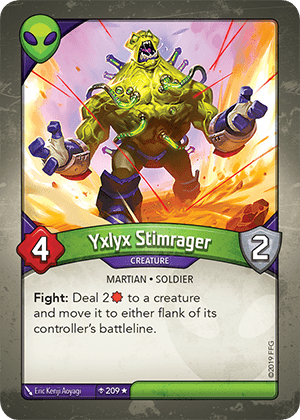 Yxlyx Stimrager
CREATURE
4
2
MARTIAN • SOLDIER
Fight: Deal 2 to a creature
and move it to either flank of its
controller's battleline.
Eric Kenji Aoyagi
209
©2019 FFG